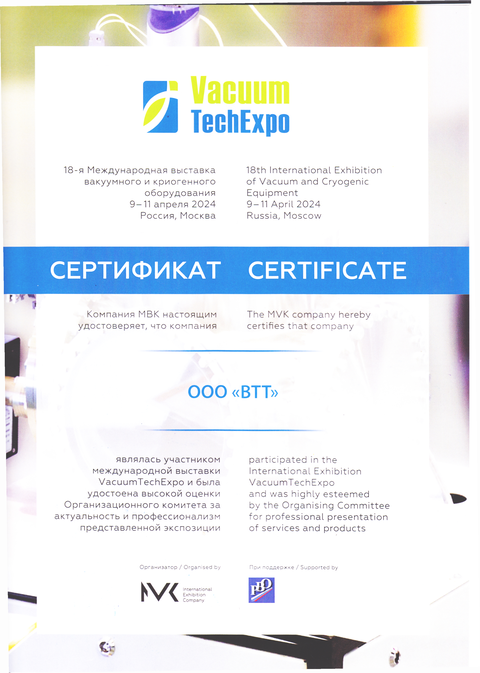 Vacuum
TechExpo
18-я Международная выставка
вакуумного и криогенного
оборудования
9–11 апреля 2024
Россия, Москва
18th International Exhibition
of Vacuum and Cryogenic
Equipment
9–11 April 2024
Russia, Moscow
СЕРТИФИКАТ
CERTIFICATE
Компания МВК настоящим
удостоверяет, что компания
The MVK company hereby
certifies that company
ООО «ВТТ»
являлась участником
международной выставки
VacuumTechExpo и была
удостоена высокой оценки
Организационного комитета за
актуальность и профессионализм
представленной экспозиции
participated in the
International Exhibition
VacuumTechExpo
and was highly esteemed
by the Organising Committee
for professional presentation
of services and products
Организатор / Organised by
MVK
International
Exhibition
Company
При поддержке / Supported by